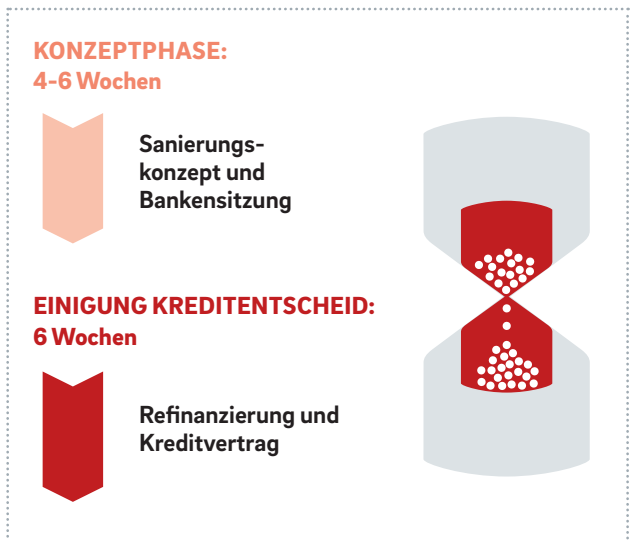 KONZEPTPHASE:
4-6 Wochen
Sanierungs-
konzept und
Bankensitzung
EINIGUNG KREDITENTSCHEID:
6 Wochen
Refinanzierung und
Kreditvertrag